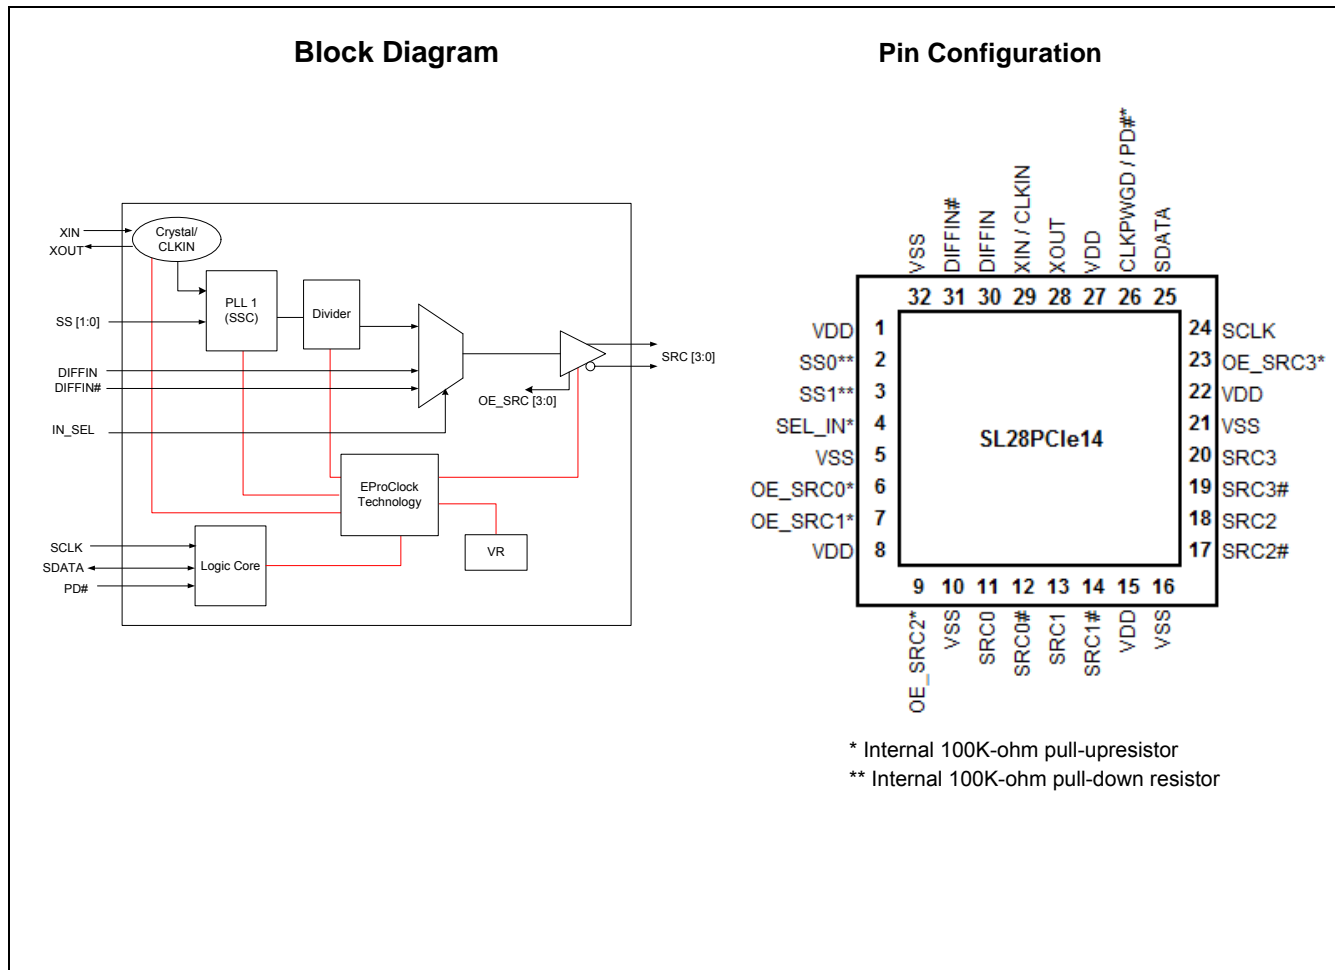 Block Diagram
XIN
XOUT
Crystal/
CLKIN
SS [1:0]
PLL 1
(SSC)
Divider
DIFFIN
DIFFIN#
IN_SEL
OE_SRC [3:0]
SRC [3:0]
EProClock
Technology
VR
SCLK
SDATA
PD#
Logic Core
Pin Configuration
VSS
DIFFIN#
DIFFIN
XIN / CLKIN
XOUT
VDD
CLKPWGD / PD#*
SDATA
32 31 30 29 28 27 26 25
VDD 1
SS0** 2
SS1** 3
SEL_IN* 4
VSS 5
OE_SRC0* 6
OE_SRC1* 7
VDD 8
SL28PCIe14
24 SCLK
23 OE_SRC3*
22 VDD
21 VSS
20 SRC3
19 SRC3#
18 SRC2
17 SRC2#
9 10 11 12 13 14 15 16
OE_SRC2*
VSS
SRC0
SRC0#
SRC1
SRC1#
VDD
VSS
* Internal 100K-ohm pull-upresistor
** Internal 100K-ohm pull-down resistor